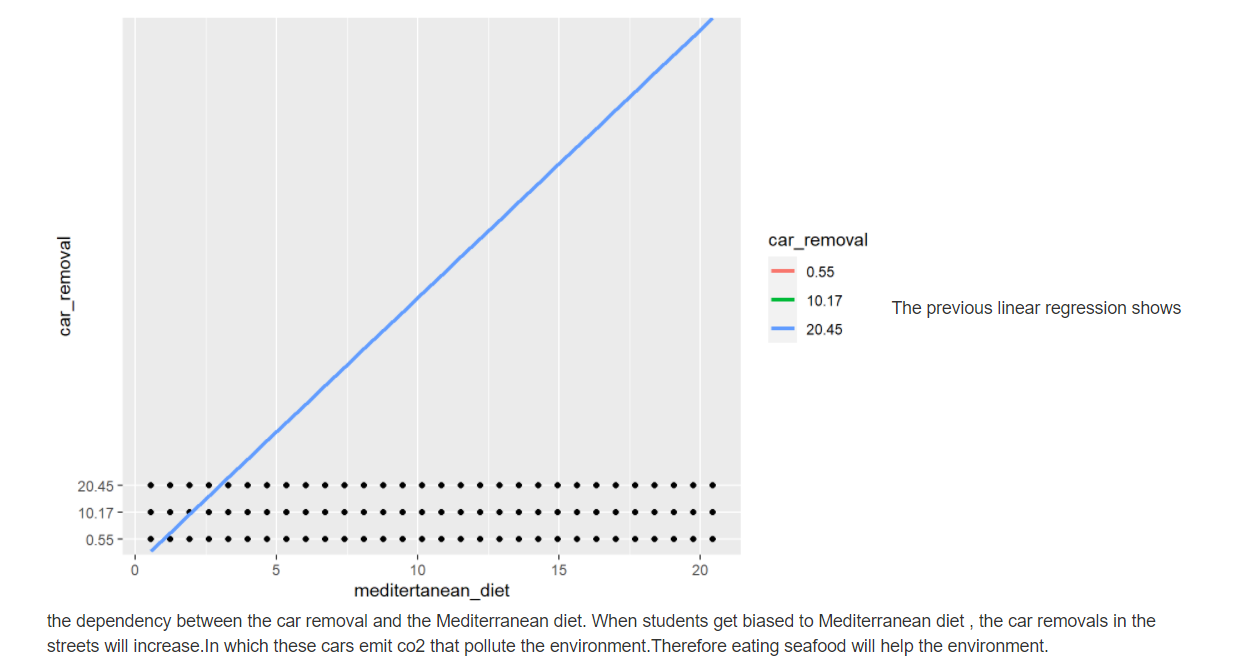 car_removal
car_removal
0.55
10.17
20.45
The previous linear regression shows
20.45
10.17
0.55
0 5 10 15 20
meditertanean_diet
the dependency between the car removal and the Mediterranean diet. When students get biased to Mediterranean diet , the car removals in the
streets will increase.In which these cars emit co2 that pollute the environment.Therefore eating seafood will help the environment.